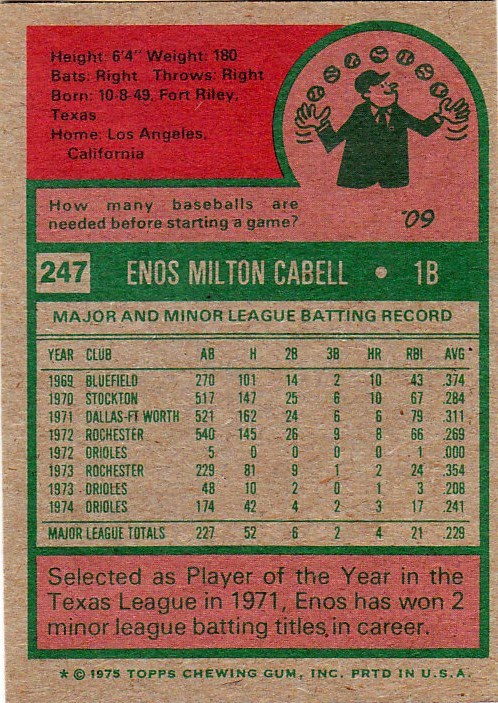 Height: 6'4" Weight: 180
Bats: Right Throws: Right
Born: 10-8-49, Fort Riley,
Texas
Home: Los Angeles,
California
How many baseballs are
needed before starting a game?
60.
247 ENOS MILTON CABELL • 1B
MAJOR AND MINOR LEAGUE BATTING RECORD
YEAR CLUB AB H 2B 3B HR RBI AVG
1969 BLUEFIELD 270 101 14 2 10 43 .374
1970 STOCKTON 517 147 25 6 10 67 .284
1971 DALLAS-FT WORTH 521 162 24 6 6 79 .311
1972 ROCHESTER 540 145 26 9 8 66 .269
1972 ORIOLES 5 0 0 0 0 1 .000
1973 ROCHESTER 229 81 9 1 2 24 .354
1973 ORIOLES 48 10 2 0 1 3 .208
1974 ORIOLES 174 42 4 2 3 17 .241
MAJOR LEAGUE TOTALS 227 52 6 2 4 21 .229
Selected as Player of the Year in the
Texas League in 1971, Enos has won 2
minor league batting titles, in career.
* © 1975 TOPPS CHEWING GUM, INC. PRTD IN U.S.A.